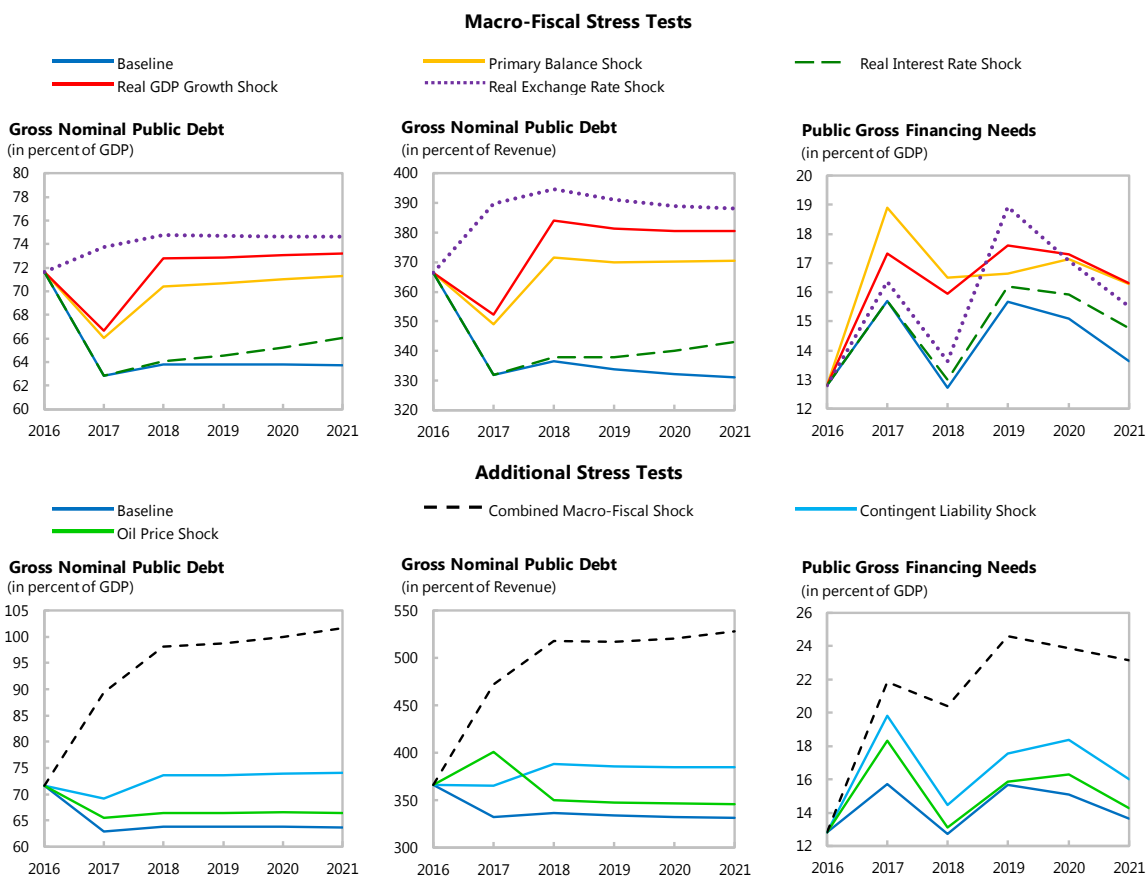 Macro-Fiscal Stress Tests
Baseline
Primary Balance Shock
Real Interest Rate Shock
Real GDP Growth Shock
Real Exchange Rate Shock
Gross Nominal Public Debt
(in percent of GDP)
80
78
76
74
72
70
68
66
64
62
60
2016 2017 2018 2019 2020 2021
Gross Nominal Public Debt
(in percent of Revenue)
400
390
380
370
360
350
340
330
320
2016 2017 2018 2019 2020 2021
Public Gross Financing Needs
(in percent of GDP)
20
19
18
17
16
15
14
13
12
2016 2017 2018 2019 2020 2021
Additional Stress Tests
Baseline
Combined Macro-Fiscal Shock
Contingent Liability Shock
Oil Price Shock
Gross Nominal Public Debt
(in percent of GDP)
105
100
95
90
85
80
75
70
65
60
2016 2017 2018 2019 2020 2021
Gross Nominal Public Debt
(in percent of Revenue)
550
500
450
400
350
300
2016 2017 2018 2019 2020 2021
Public Gross Financing Needs
(in percent of GDP)
26
24
22
20
18
16
14
12
2016 2017 2018 2019 2020 2021